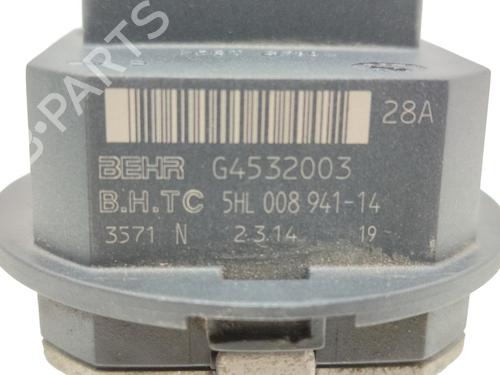 28A
BEHR G4532003
B.H.TC 5HL 008 941-14
3571 N 2.3.14 19
B-PARTS